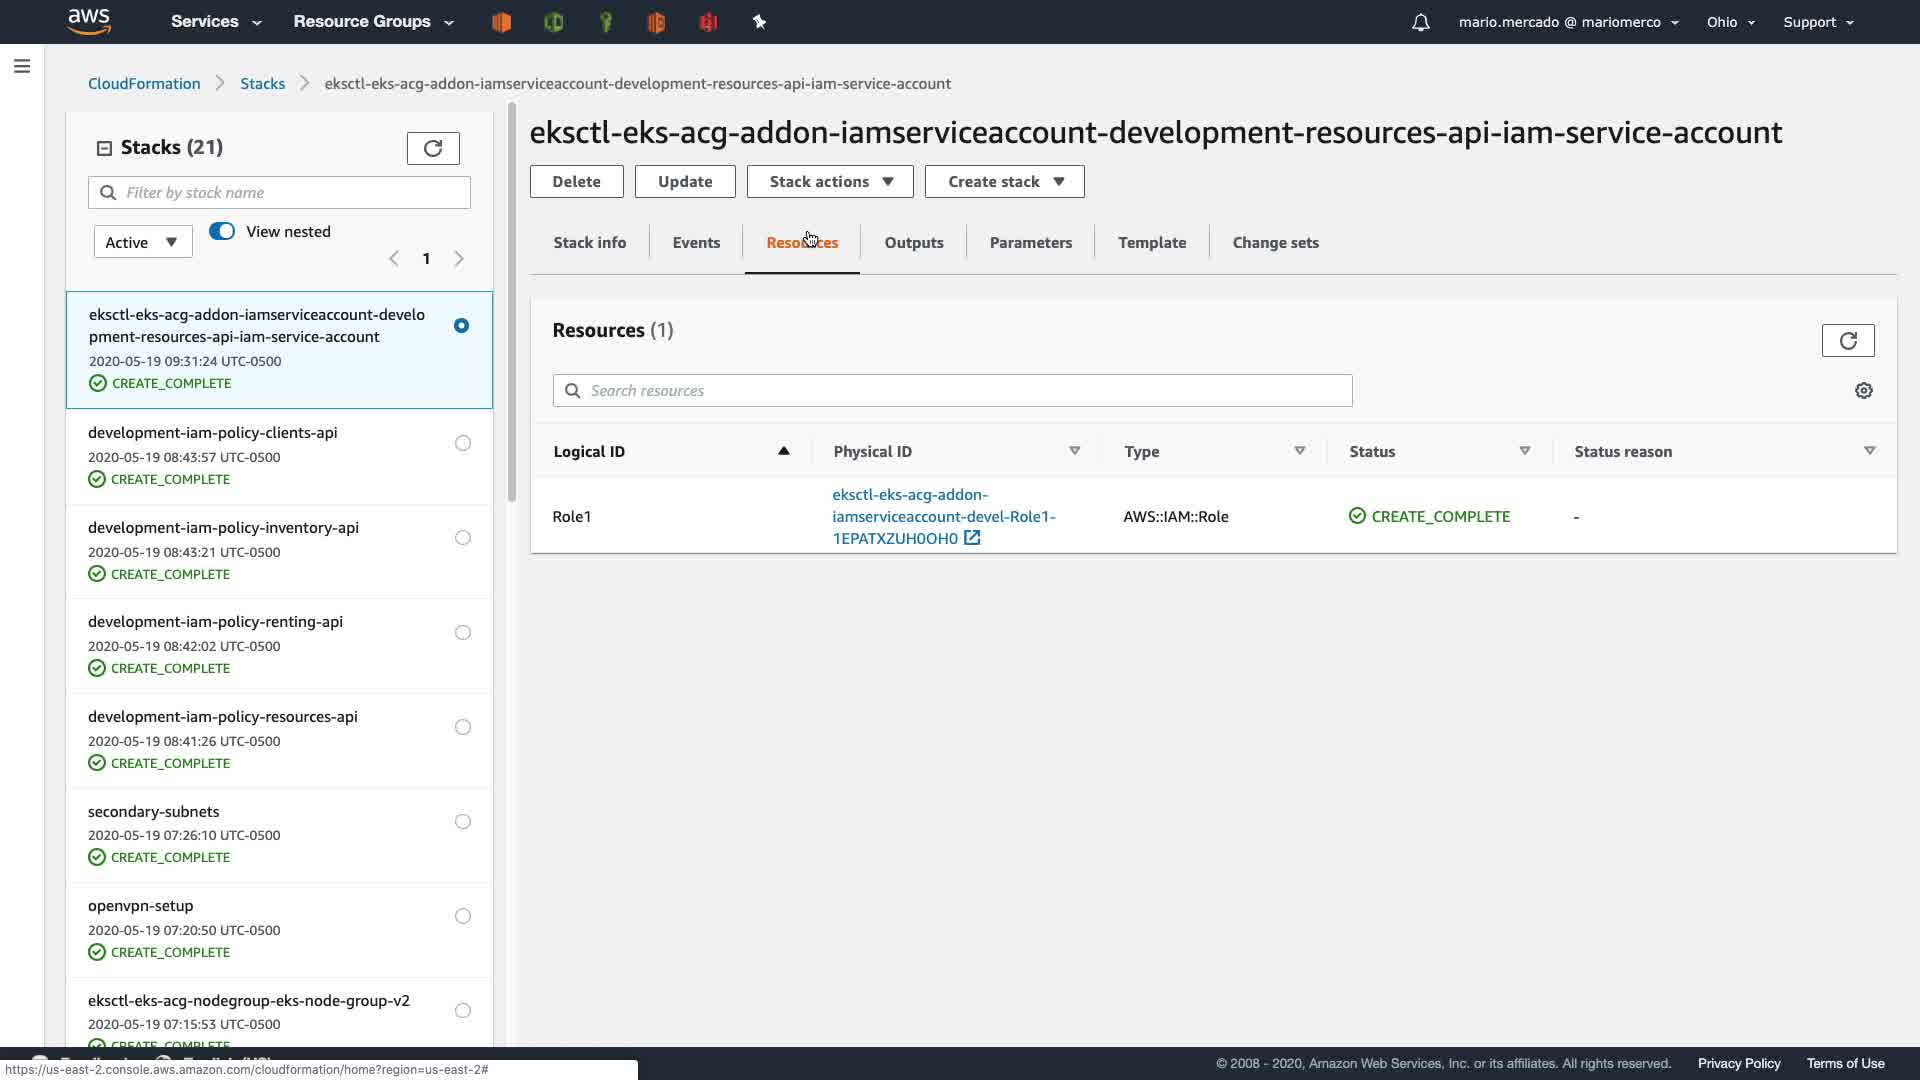 aws
Services
Resource Groups
mario.mercado @ mariomerco
Ohio
Support
CloudFormation
Stacks
eksctl-eks-acg-addon-iamserviceaccount-development-resources-api-iam-service-account
Stacks (21)
Filter by stock name
Active
View nested
1
eksctl-eks-acg-addon-iamserviceaccount-develo
pment-resources-api-iam-service-account
2020-05-19 09:31:24 UTC-0500
CREATE_COMPLETE
development-iam-policy-clients-api
2020-05-19 08:43:57 UTC-0500
CREATE_COMPLETE
development-iam-policy-inventory-api
2020-05-19 08:43:21 UTC-0500
CREATE_COMPLETE
development-iam-policy-renting-api
2020-05-19 08:42:02 UTC-0500
CREATE_COMPLETE
development-iam-policy-resources-api
2020-05-19 08:41:26 UTC-0500
CREATE_COMPLETE
secondary-subnets
2020-05-19 07:26:10 UTC-0500
CREATE_COMPLETE
openvpn-setup
2020-05-19 07:20:50 UTC-0500
CREATE_COMPLETE
eksctl-eks-acg-nodegroup-eks-node-group-v2
2020-05-19 07:15:53 UTC-0500
CREATE_COMPLETE
eksctl-eks-acg-addon-iamserviceaccount-development-resources-api-iam-service-account
Delete
Update
Stack actions
Create stack
Stack info
Events
Resources
Outputs
Parameters
Template
Change sets
Resources (1)
Search resources
Logical ID
Physical ID
Type
Status
Status reason
Role1
eksctl-eks-acg-addon-
iamserviceaccount-devel-Role1-
1EPATXZUH0OH0
AWS::IAM::Role
CREATE_COMPLETE
-
https://us-east-2.console.aws.amazon.com/cloudformation/home?region=us-east-2#
© 2008 - 2020, Amazon Web Services, Inc. or its affiliates. All rights reserved.
Privacy Policy
Terms of Use